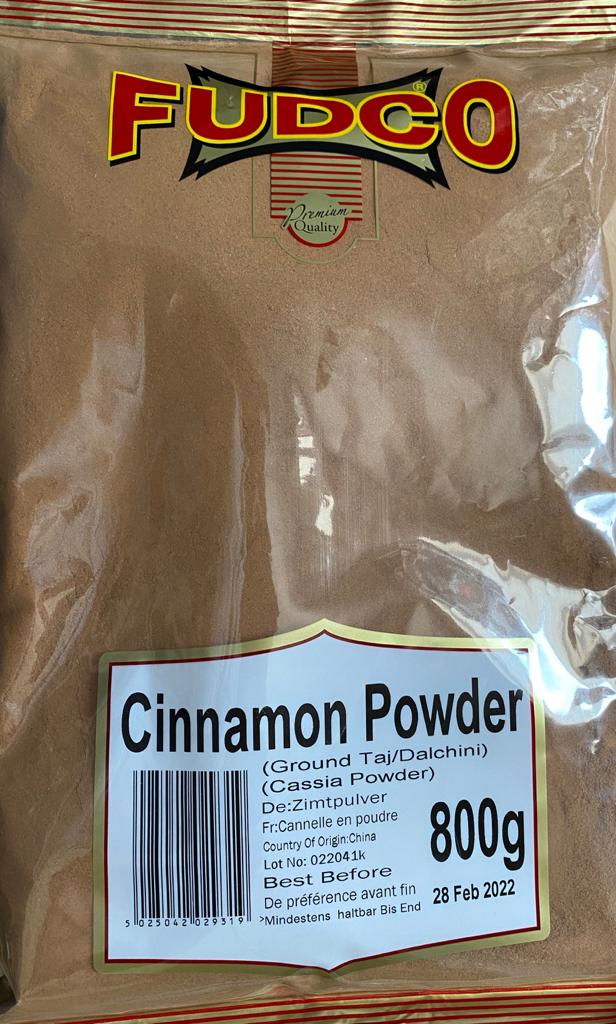 FUDCO®
Premium
Quality
Cinnamon Powder
(Ground Taj/Dalchini)
(Cassia Powder)
De:Zimtpulver
Fr:Cannelle en poudre
Country Of Origin:China
800g
Lot No: 022041k
Best Before
De préférence avant fin
28 Feb 2022
>Mindestens haltbar Bis End
5 025042 029319